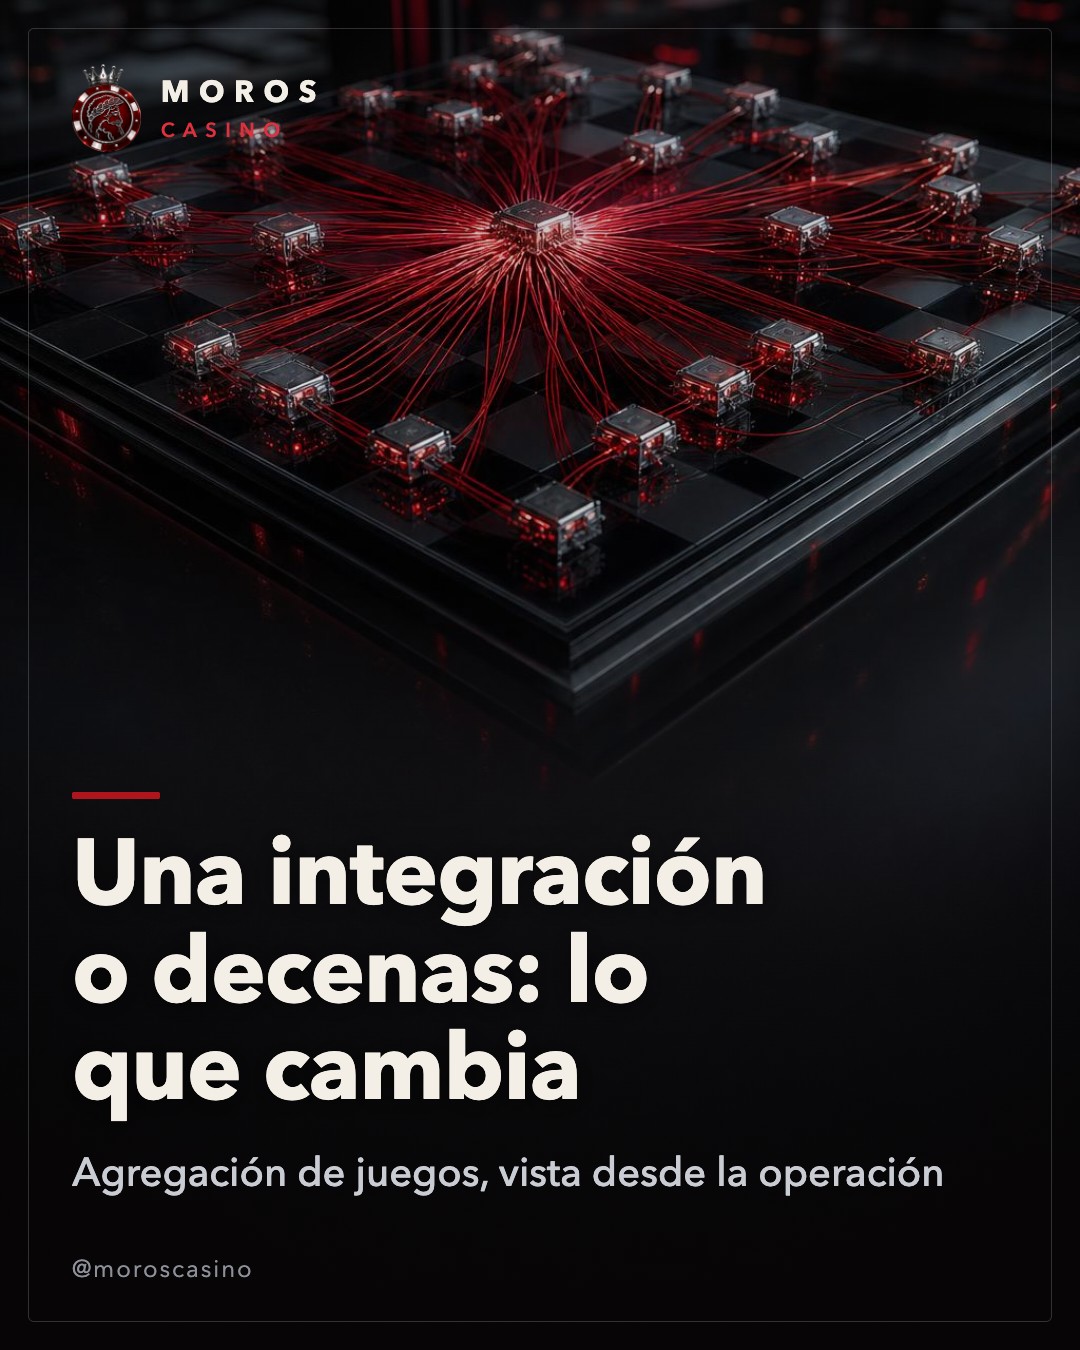 MOROS
CASINO
Una integración
o decenas: lo
que cambia
Agregación de juegos, vista desde la operación
@moroscasino